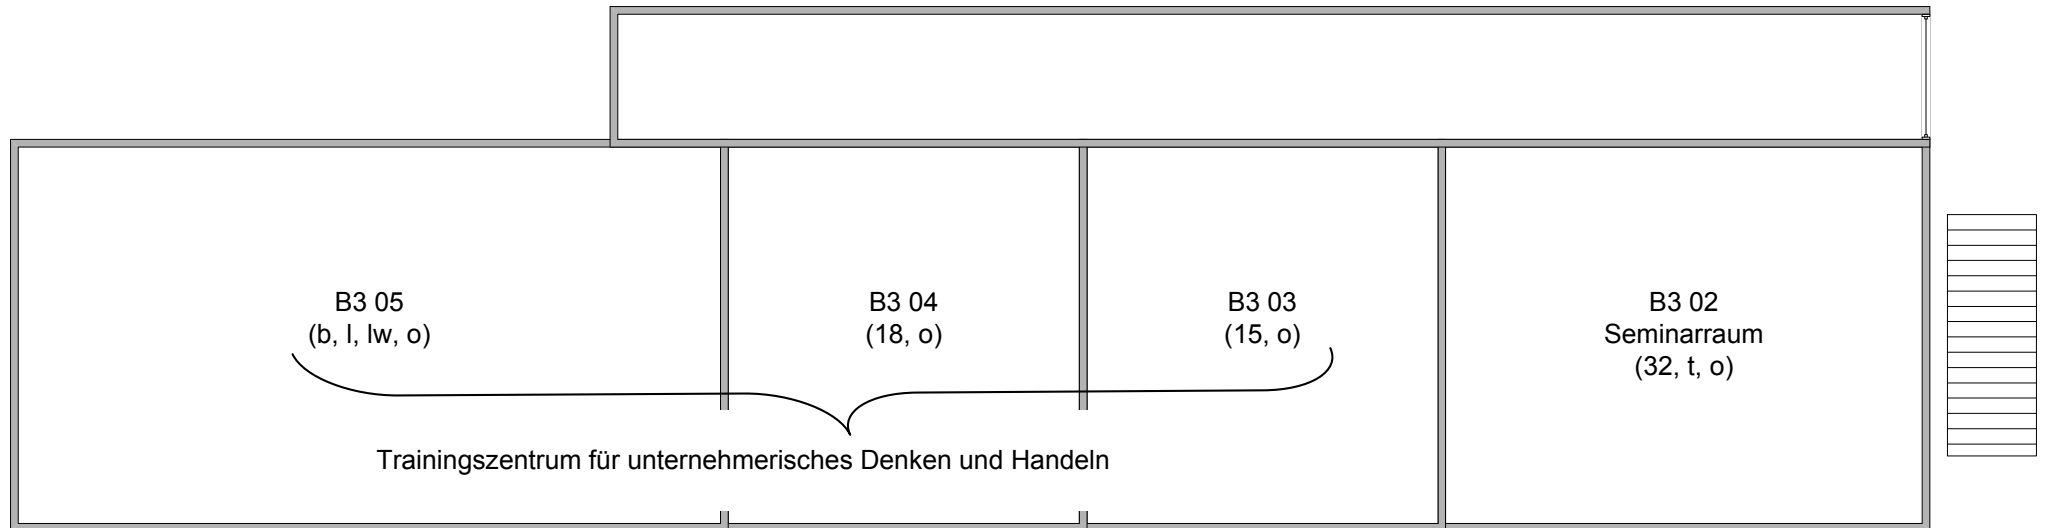 B3 05
(b, l, lw, o)
B3 04
(18, o)
B3 03
(15, o)
B3 02
Seminarraum
(32, t, o)
Trainingszentrum für unternehmerisches Denken und Handeln